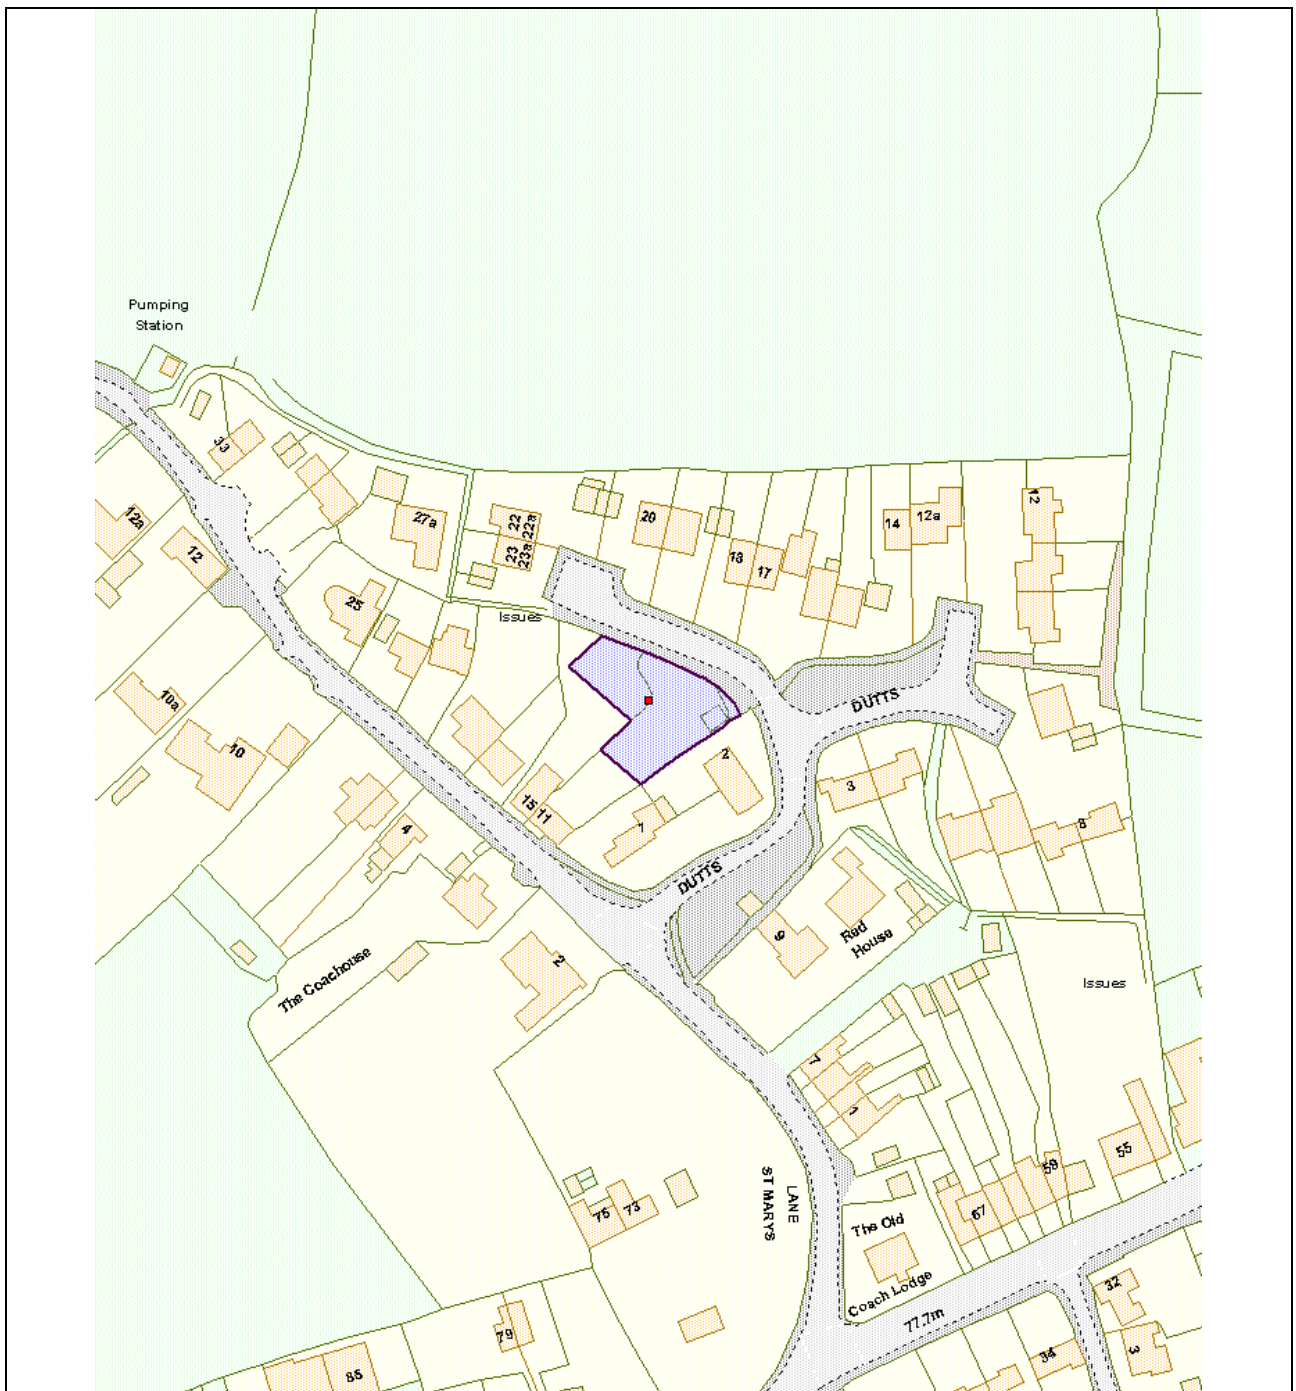 Pumping
Station
33
12a
12
27a
22
22a
23
23a
20
18
17
14
12a
12
25
Issues
10a
10
DUTTS
2
3
8
15
11
7
4
DUTTS
9
Red
House
The Coachouse
2
Issues
7
1
55
59
67
75
73
LANE
ST MARYS
The Old
Coach Lodge
77.7m
32
3
34
79
85